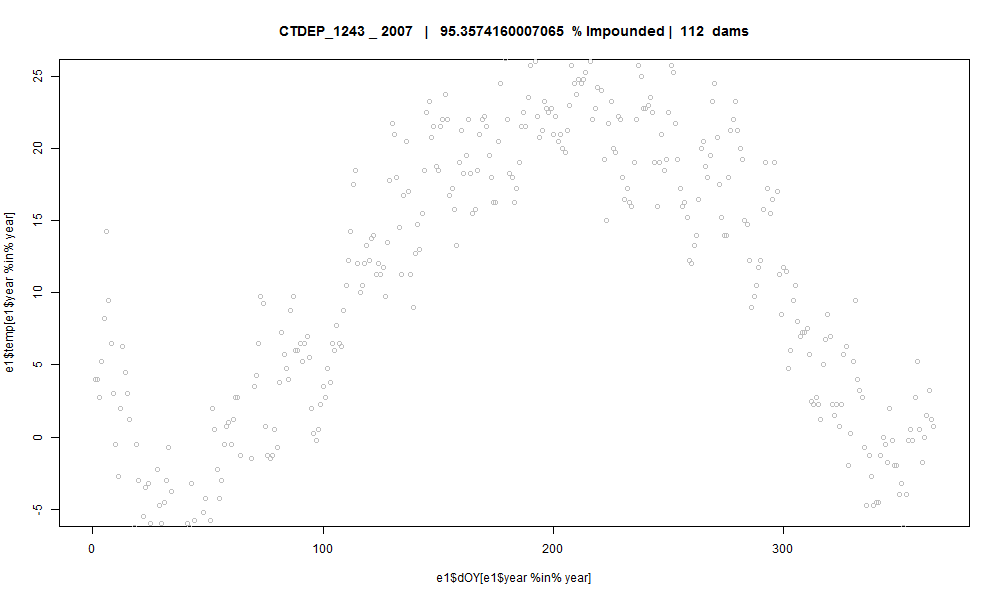 CTDEP_1243 _ 2007 | 95.3574160007065 % Impounded | 112 dams
25
20
15
10
5
0
-5
e1$temp[e1$year %in% year]
0 100 200 300
e1$dOY[e1$year %in% year]